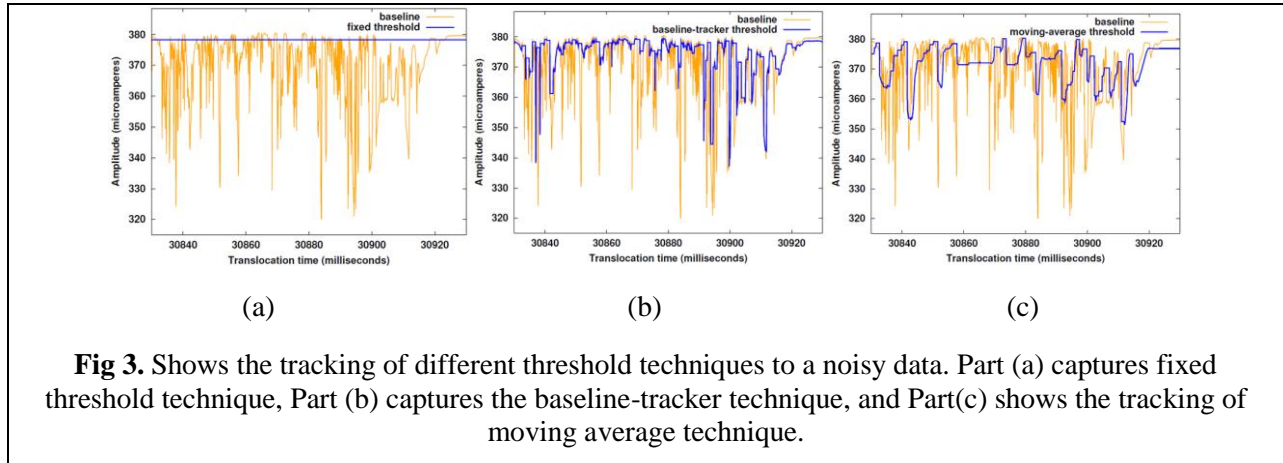 baseline
fixed threshold
Amplitude (microamperes)
380
370
360
350
340
330
320
30840 30860 30880 30900 30920
Translocation time (milliseconds)
(a)
baseline
baseline-tracker threshold
Amplitude (microamperes)
380
370
360
350
340
330
320
30840 30860 30880 30900 30920
Translocation time (milliseconds)
(b)
baseline
moving-average threshold
Amplitude (microamperes)
380
370
360
350
340
330
320
30840 30860 30880 30900 30920
Translocation time (milliseconds)
(c)
Fig 3. Shows the tracking of different threshold techniques to a noisy data. Part (a) captures fixed
threshold technique, Part (b) captures the baseline-tracker technique, and Part(c) shows the tracking of
moving average technique.